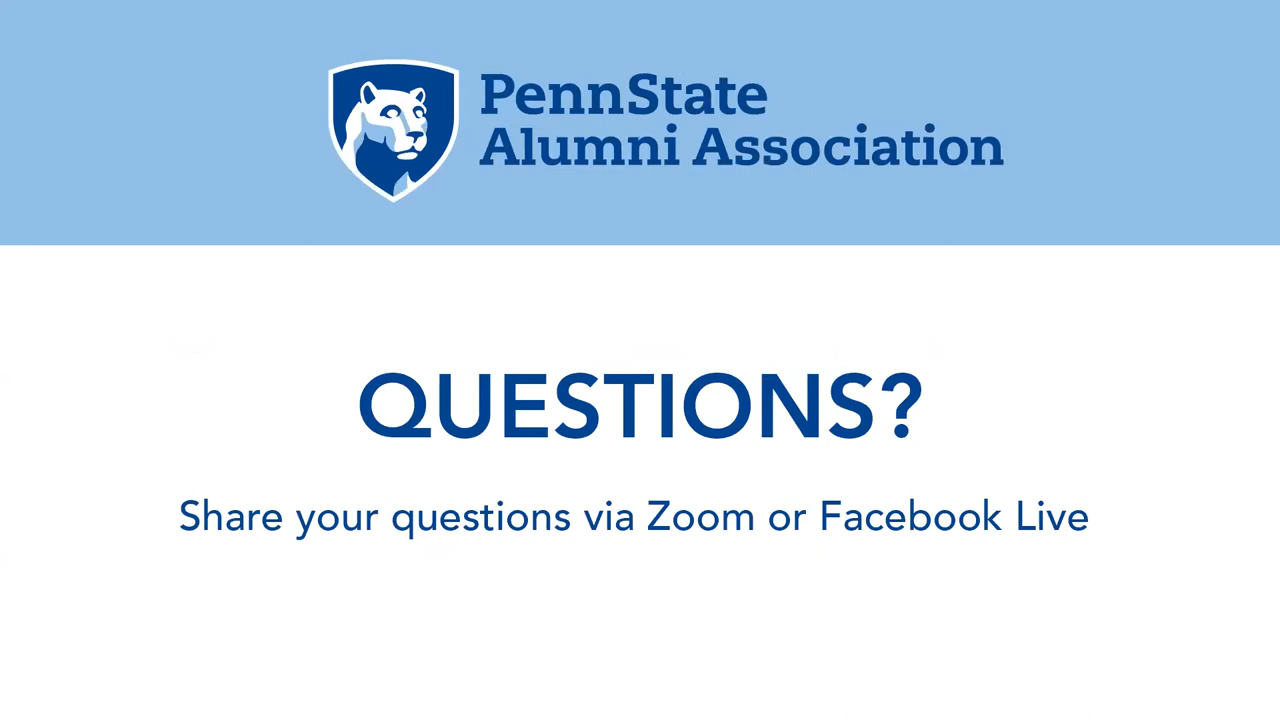 PennState
Alumni Association
QUESTIONS?
Share your questions via Zoom or Facebook Live